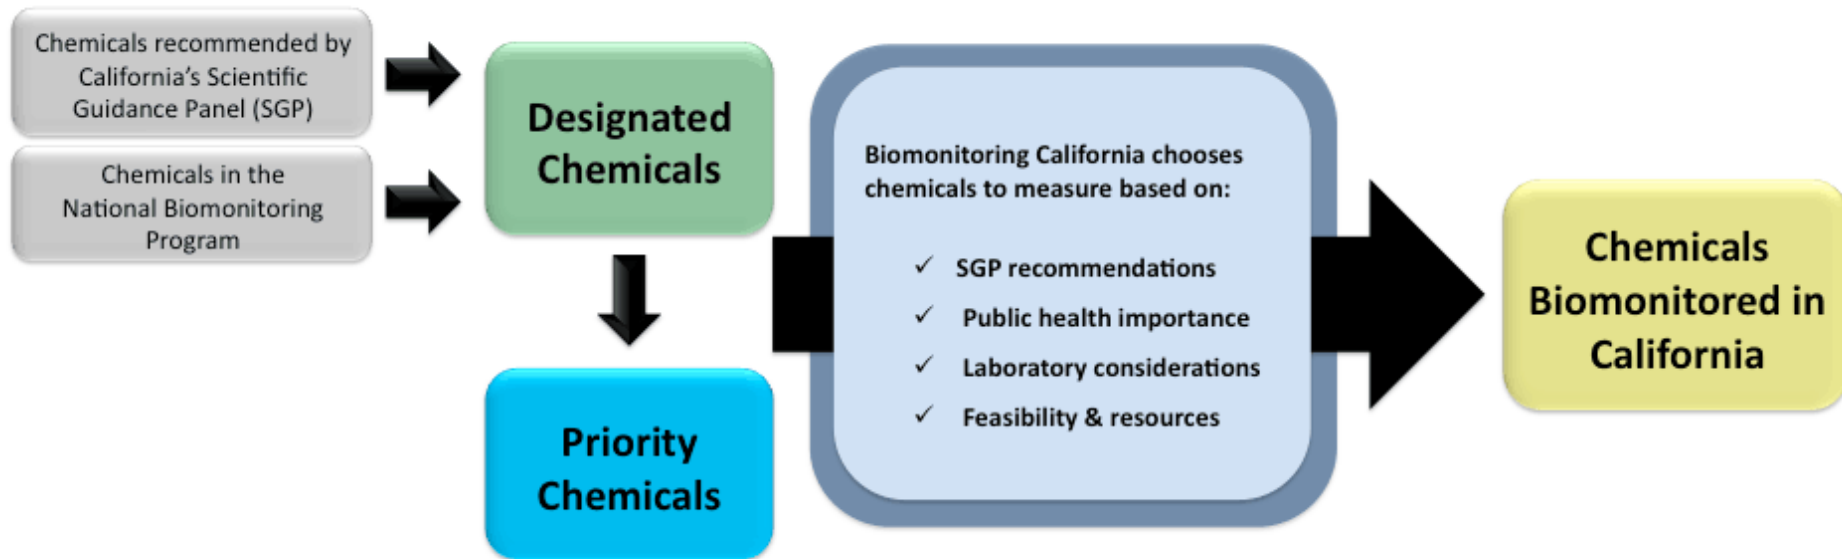 Chemicals recommended by
California’s Scientific
Guidance Panel (SGP)
Chemicals in the
National Biomonitoring
Program
Designated
Chemicals
Priority
Chemicals
Biomonitoring California chooses
chemicals to measure based on:
✓ SGP recommendations
✓ Public health importance
✓ Laboratory considerations
✓ Feasibility & resources
Chemicals
Biomonitored in
California